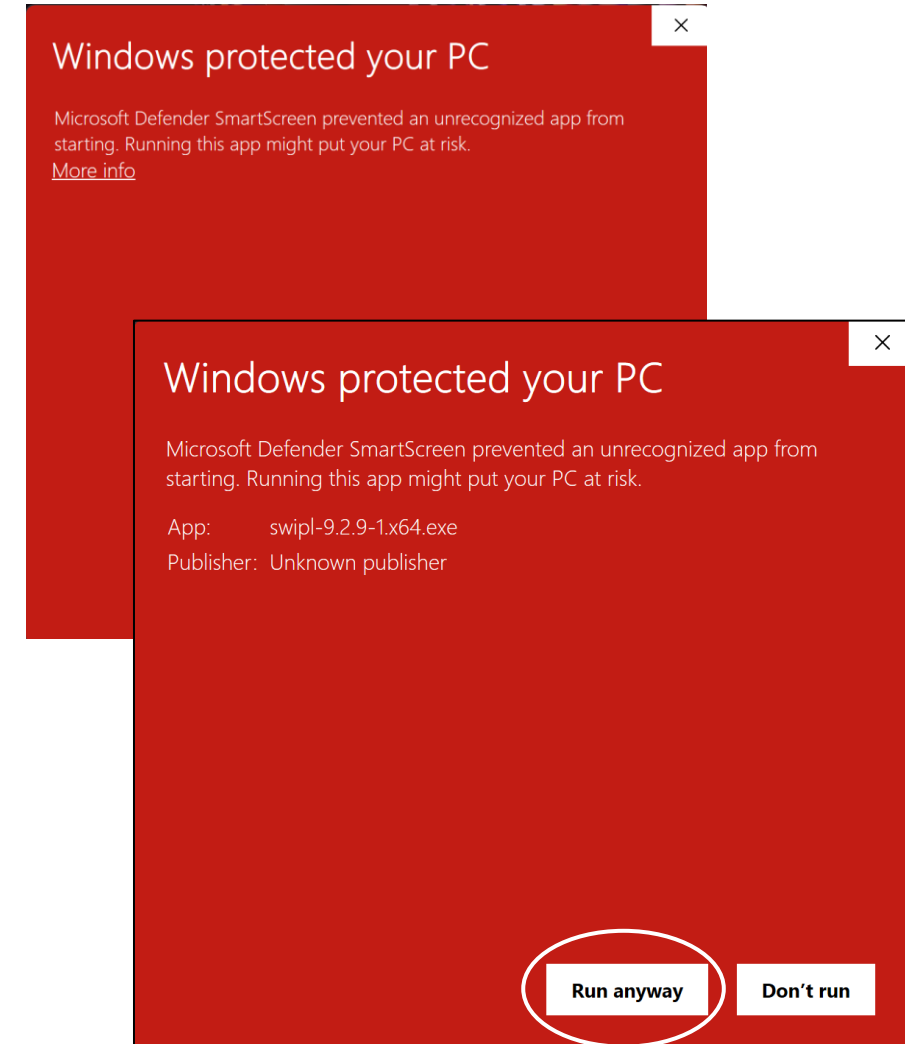 Windows protected your PC
Microsoft Defender SmartScreen prevented an unrecognized app from
starting. Running this app might put your PC at risk.
More info
Windows protected your PC
Microsoft Defender SmartScreen prevented an unrecognized app from
starting. Running this app might put your PC at risk.
App: swipl-9.2.9-1.x64.exe
Publisher: Unknown publisher
Run anyway Don't run